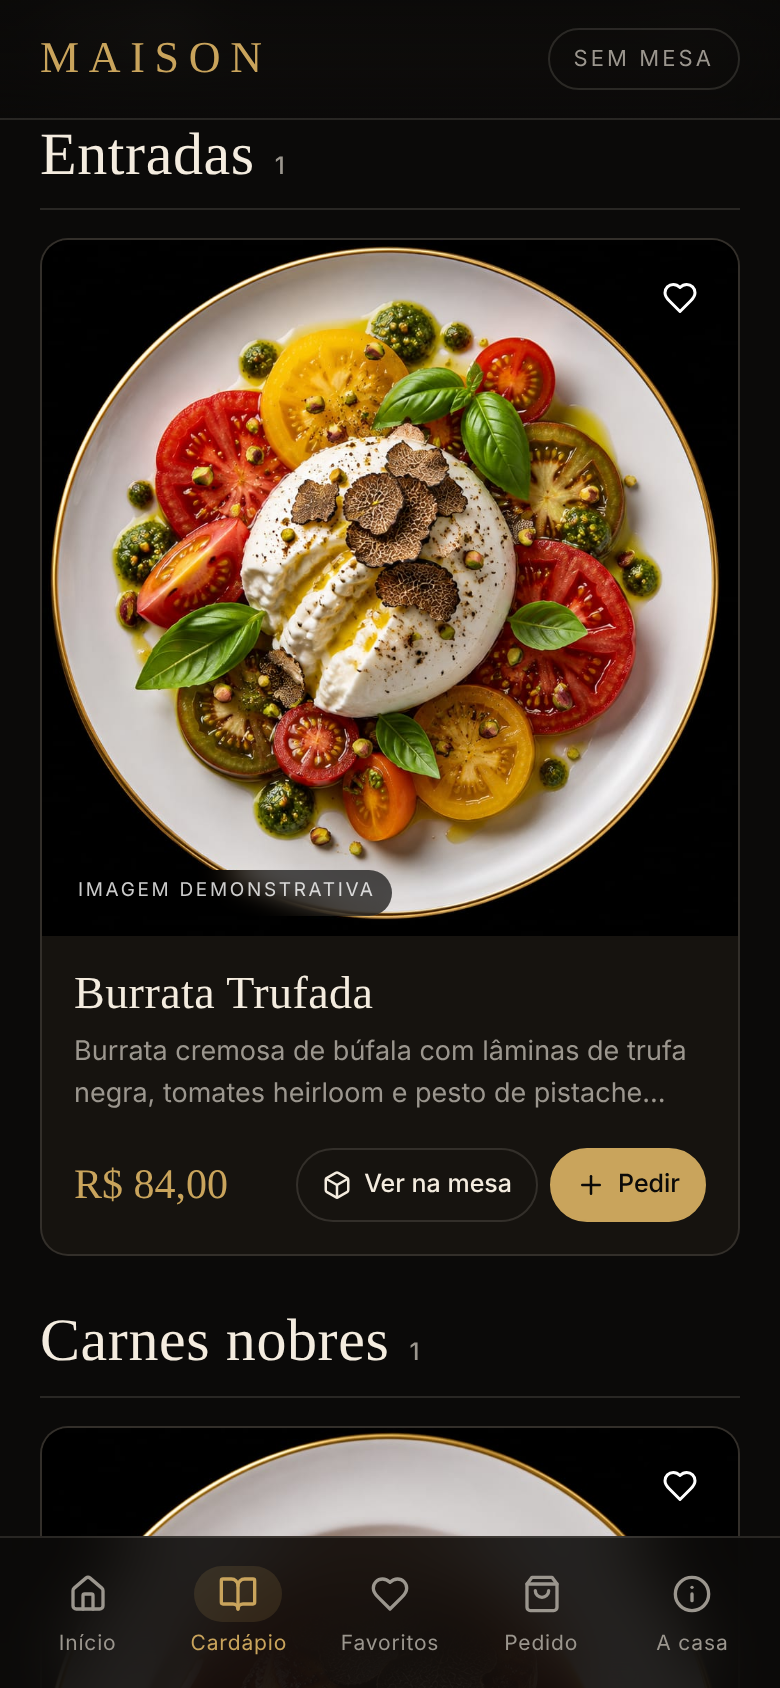 MAISON
SEM MESA
Entradas 1
IMAGEM DEMONSTRATIVA
Burrata Trufada
Burrata cremosa de búfala com lâminas de trufa
negra, tomates heirloom e pesto de pistache...
R$ 84,00
Ver na mesa
+ Pedir
Carnes nobres 1
Início
Cardápio
Favoritos
Pedido
A casa